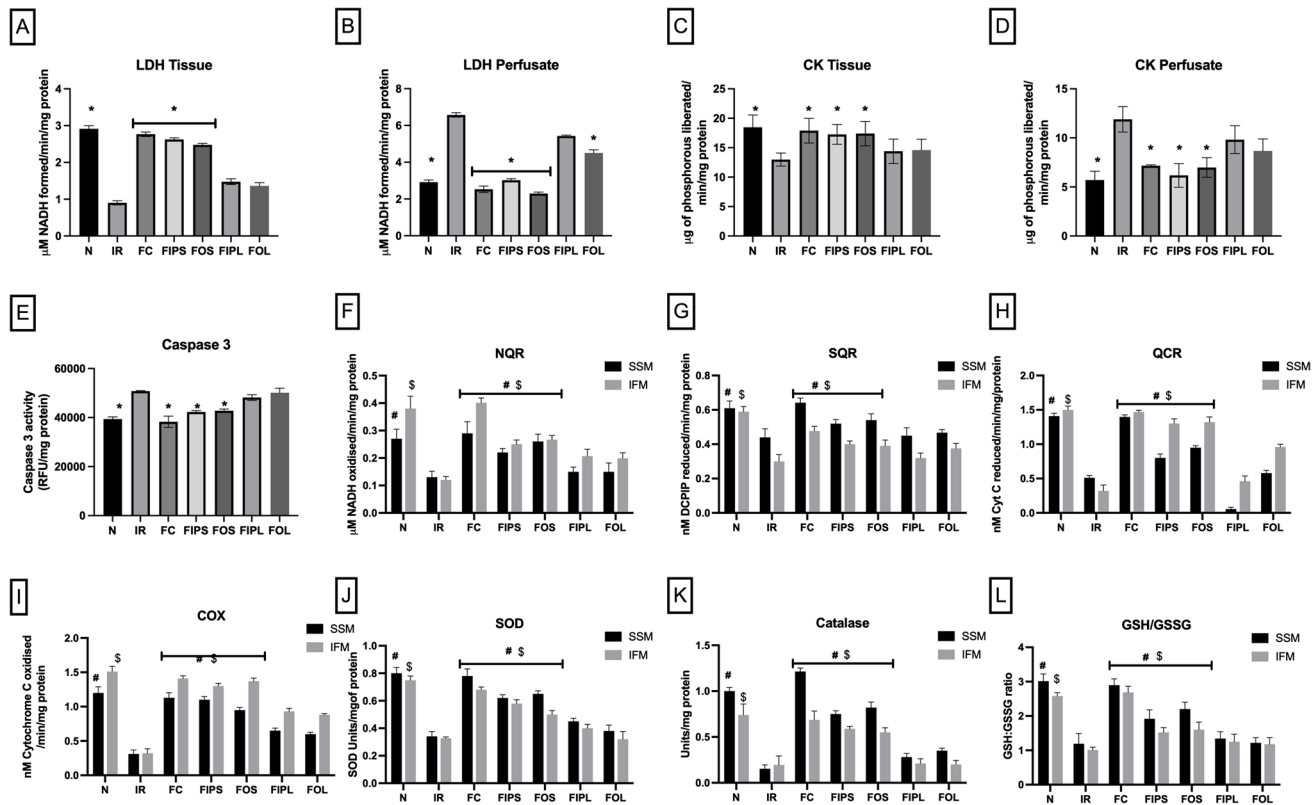 A
LDH Tissue
μM NADH formed/min/mg protein
4
3
2
1
0
*
*
N IR FC FIPS FOS FIPL FOL
B
LDH Perfusate
μM NADH formed/min/mg protein
8
6
4
2
0
*
*
*
N IR FC FIPS FOS FIPL FOL
C
CK Tissue
μg of phosphorous liberated/
min/mg protein
25
20
15
10
5
0
* * * *
N IR FC FIPS FOS FIPL FOL
D
CK Perfusate
μg of phosphorous liberated/
min/mg protein
15
10
5
0
* * * *
N IR FC FIPS FOS FIPL FOL
E
Caspase 3
Caspase 3 activity
(RFU/mg protein)
60000
40000
20000
0
* * * *
N IR FC FIPS FOS FIPL FOL
F
NQR
SSM
IFM
μM NADH oxidised/min/mg protein
0.5
0.4
0.3
0.2
0.1
0.0
# $
# $
N IR FC FIPS FOS FIPL FOL
G
SQR
SSM
IFM
nM DCPIP reduced/min/mg protein
0.8
0.6
0.4
0.2
0.0
# $
# $
N IR FC FIPS FOS FIPL FOL
H
QCR
SSM
IFM
nM Cyt C reduced/min/mg/protein
2.0
1.5
1.0
0.5
0.0
# $
# $
N IR FC FIPS FOS FIPL FOL
I
COX
SSM
IFM
nM Cytochrome C oxidised
/min/mg protein
2.0
1.5
1.0
0.5
0.0
# $
# $
N IR FC FIPS FOS FIPL FOL
J
SOD
SSM
IFM
SOD Units/mgof protein
1.0
0.8
0.6
0.4
0.2
0.0
# $
# $
N IR FC FIPS FOS FIPL FOL
K
Catalase
SSM
IFM
Units/mg protein
1.5
1.0
0.5
0.0
# $
# $
N IR FC FIPS FOS FIPL FOL
L
GSH/GSSG
SSM
IFM
GSH:GSSG ratio
4
3
2
1
0
# $
# $
N IR FC FIPS FOS FIPL FOL